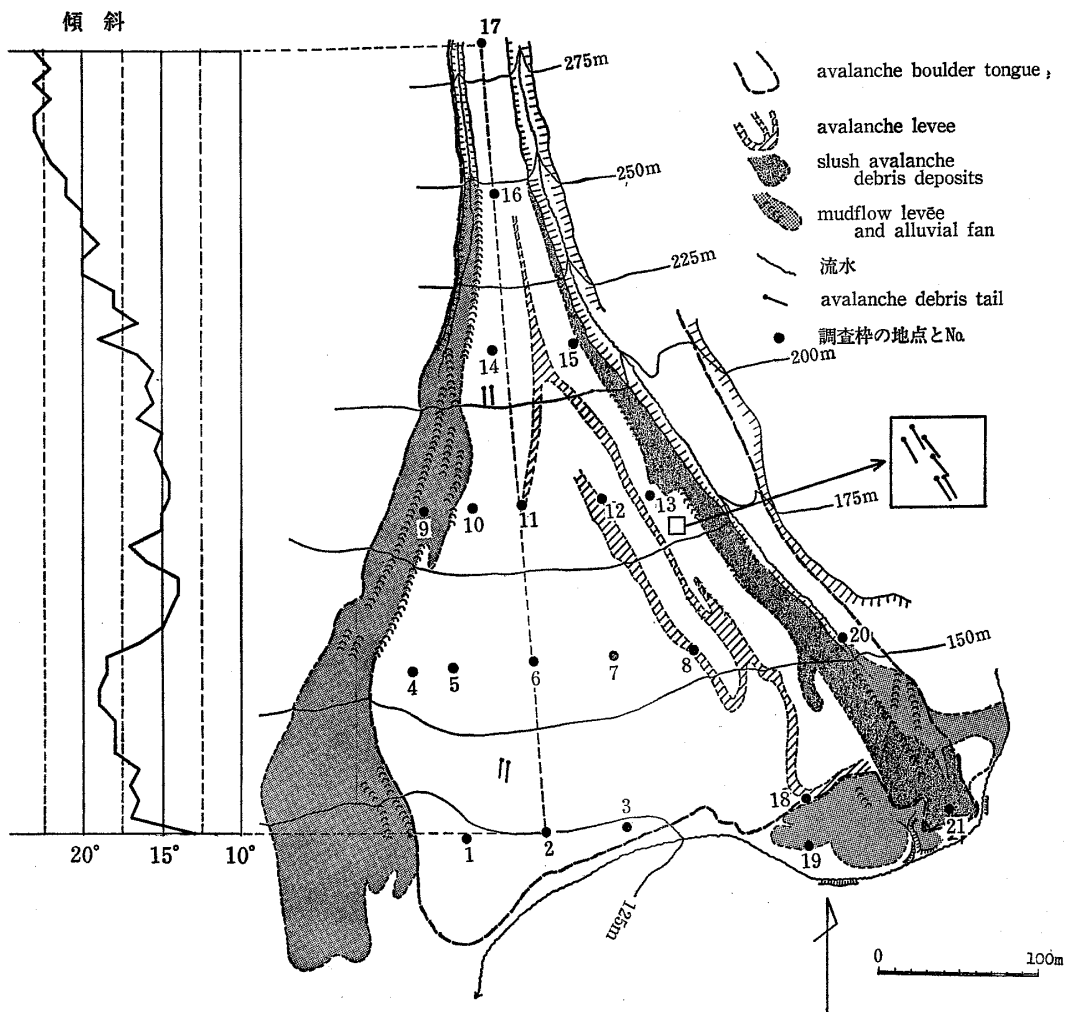 傾斜
20°
15°
10°
17
275m
250m
16
225m
14
15
200m
175m
9
10
11
12
13
150m
4
5
6
7
8
20
1
2
3
18
19
21
125m
avalanche boulder tongue
avalanche levee
slush avalanche
debris deposits
mudflow levēe
and alluvial fan
流水
avalanche debris tail
調査枠の地点とNo.
0
100m